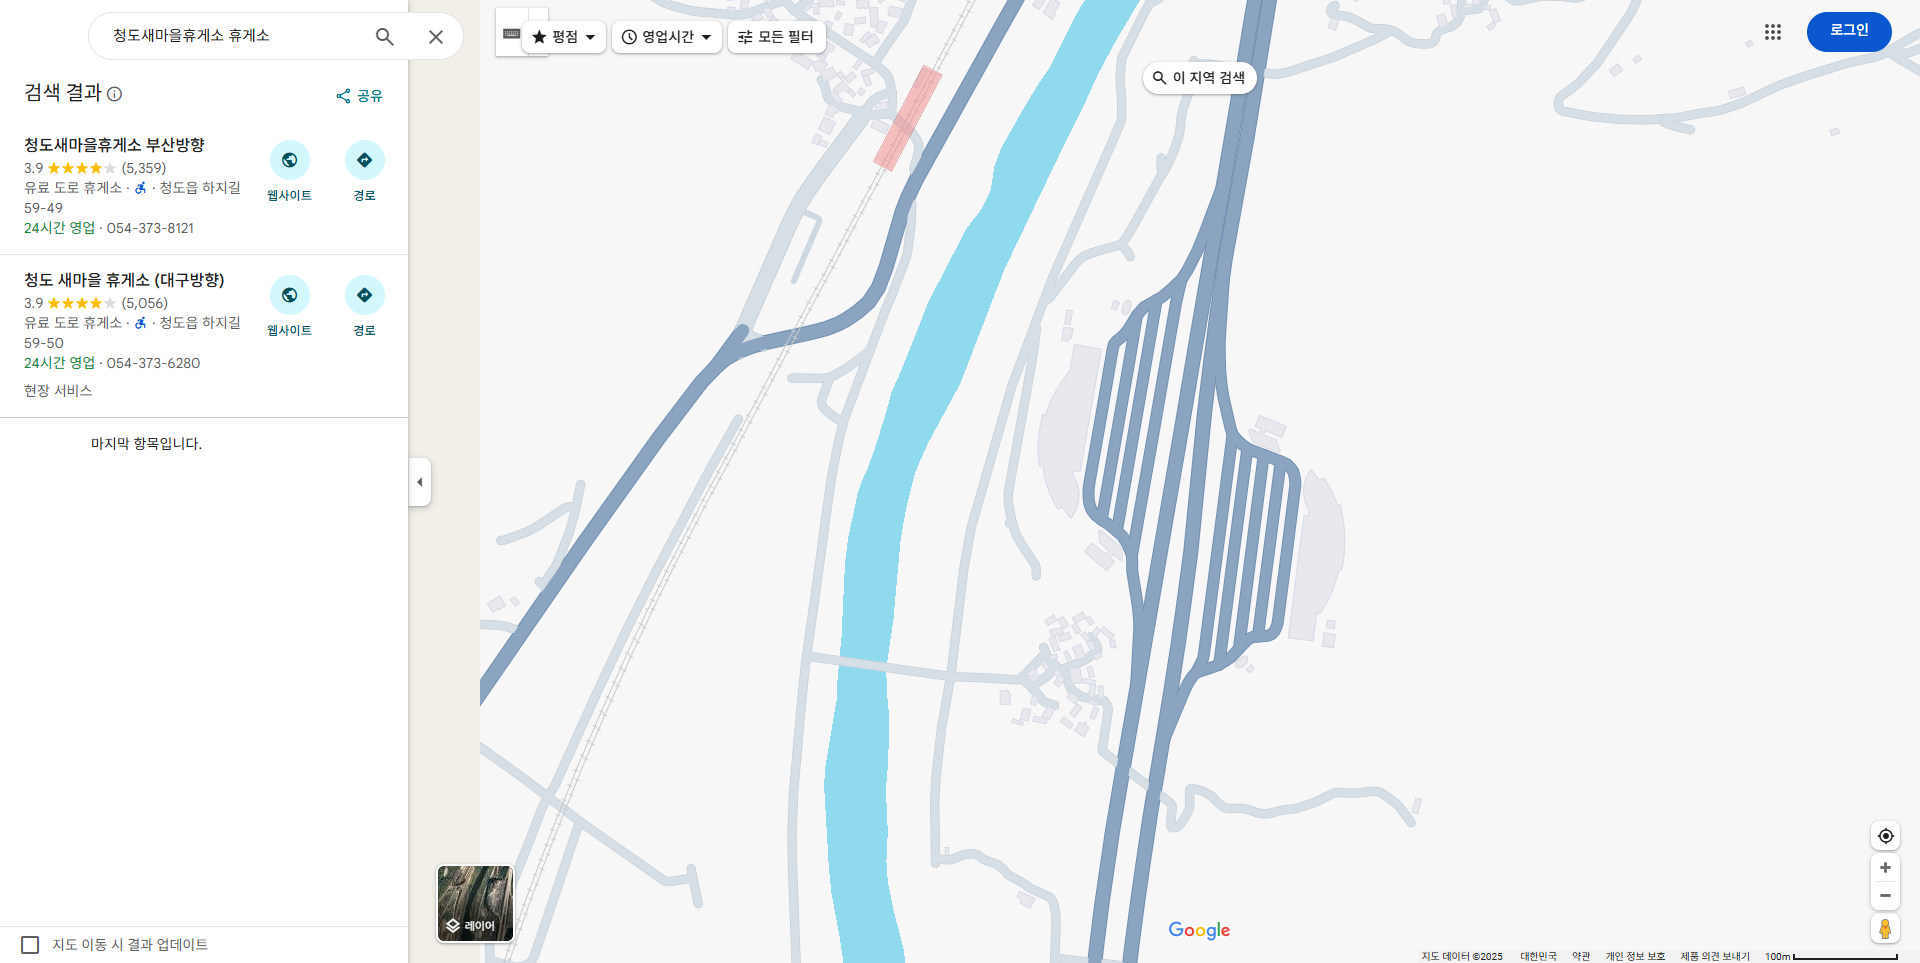 청도새마을휴게소 휴게소
평점
영업시간
모든 필터
로그인
이 지역 검색
검색 결과
공유
청도새마을휴게소 부산방향
3.9 (5,359)
유료 도로 휴게소 · · 청도읍 하지길
59-49
24시간 영업 · 054-373-8121
웹사이트
경로
청도 새마을 휴게소 (대구방향)
3.9 (5,056)
유료 도로 휴게소 · · 청도읍 하지길
59-50
24시간 영업 · 054-373-6280
현장 서비스
웹사이트
경로
마지막 항목입니다.
레이어
지도 이동 시 결과 업데이트
Google
지도 데이터 ©2025 대한민국 약관 개인 정보 보호 제품 의견 보내기 100m